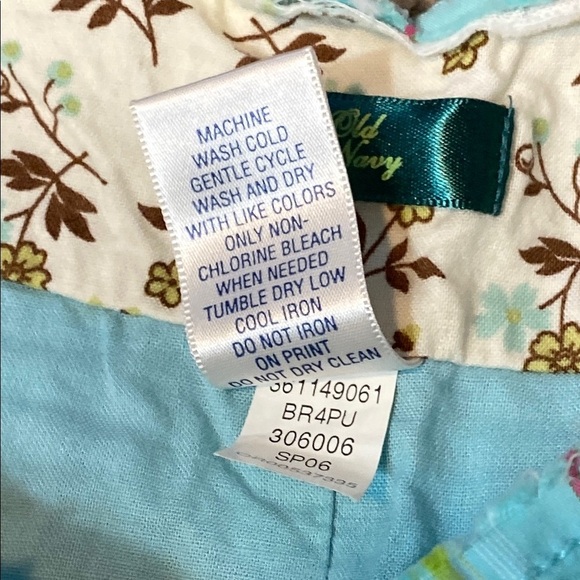 Old
Navy
MACHINE
WASH COLD
GENTLE CYCLE
WASH AND DRY
WITH LIKE COLORS
ONLY NON-
CHLORINE BLEACH
WHEN NEEDED
TUMBLE DRY LOW
COOL IRON
DO NOT IRON
ON PRINT
DO NOT DRY CLEAN
361149061
BR4PU
306006
SP06